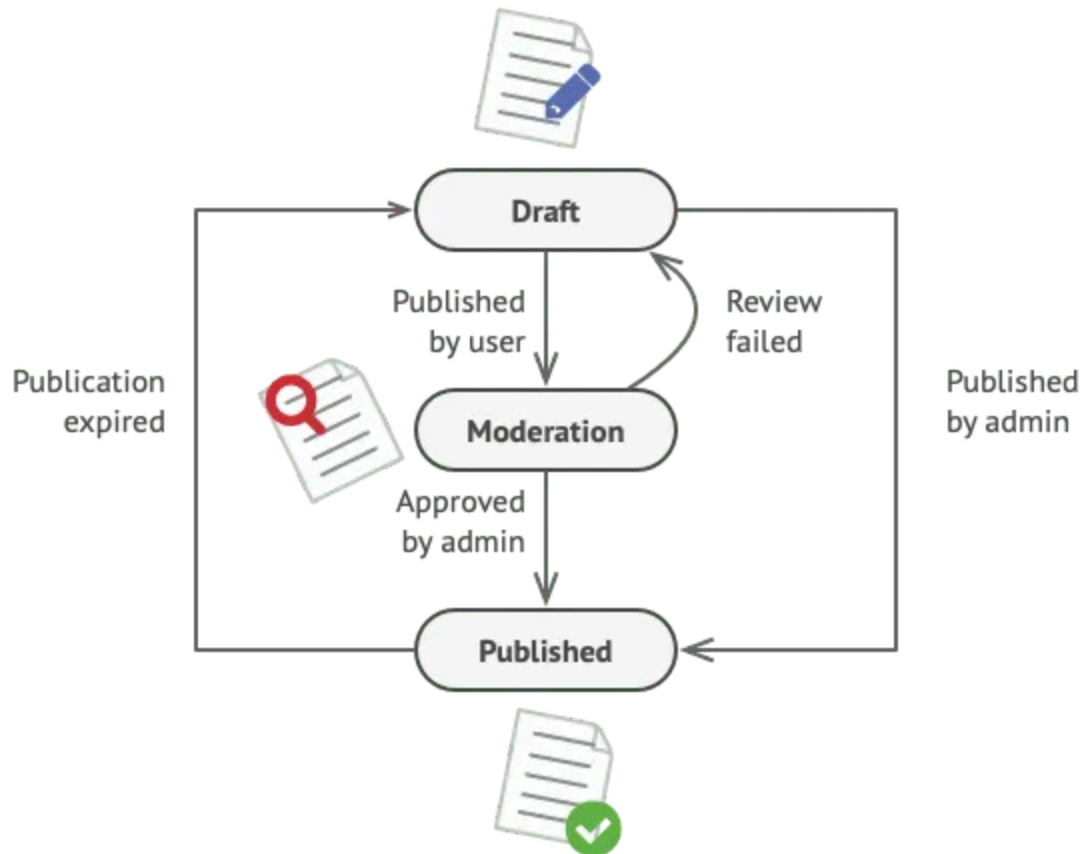 Draft
Published
by user
Review
failed
Publication
expired
Published
by admin
Moderation
Approved
by admin
Published